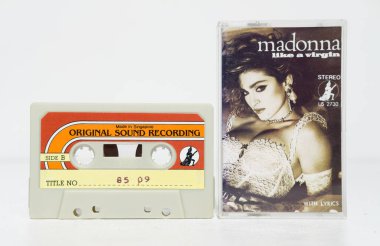 Made in Singapore
ORIGINAL SOUND RECORDING
SIDE B
TITLE NO
85 09
madonna
like a virgin
STEREO
LS 2730
WITH LYRICS